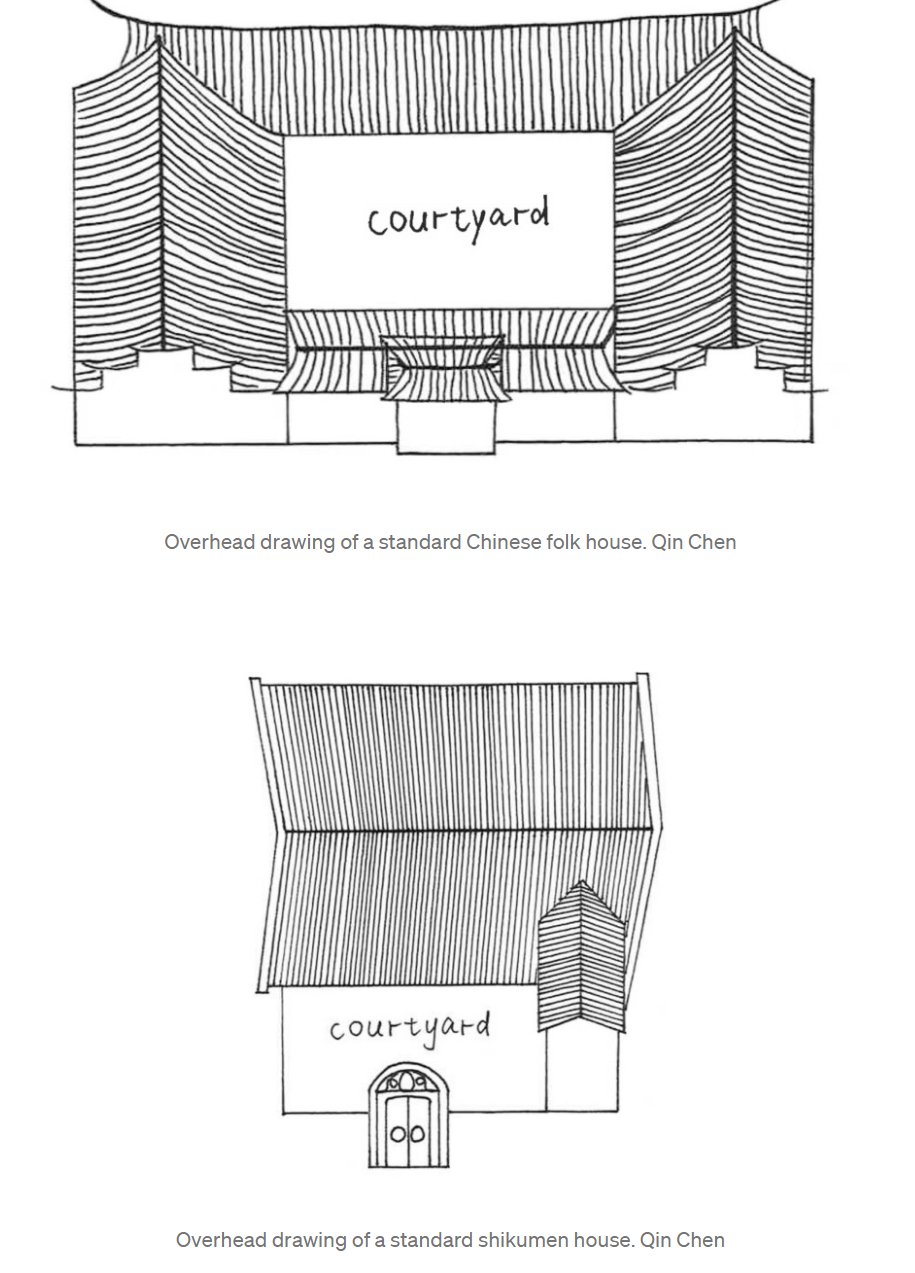 courtyard
Overhead drawing of a standard Chinese folk house. Qin Chen
courtyard
Overhead drawing of a standard shikumen house. Qin Chen